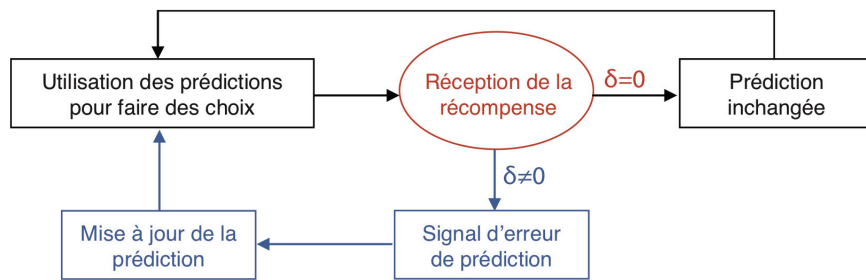 Utilisation des prédictions
pour faire des choix
Réception de la
récompense
δ=0
Prédiction
inchangée
δ≠0
Mise à jour de la
prédiction
Signal d'erreur
de prédiction